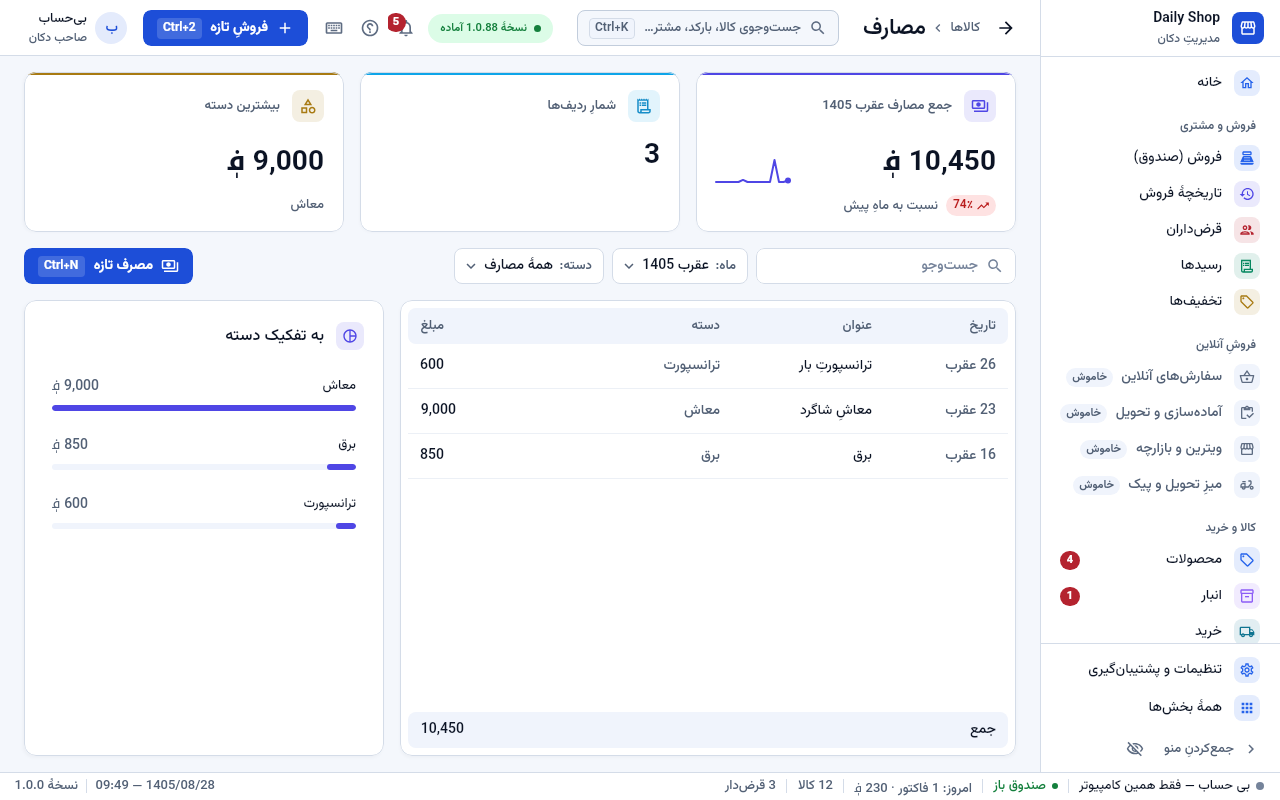 Daily Shop
مدیریتِ دکان
خانه
فروش و مشتری
فروش (صندوق)
تاریخچهٔ فروش
قرض‌داران
رسیدها
تخفیف‌ها
فروشِ آنلاین
سفارش‌های آنلاین خاموش
آماده‌سازی و تحویل خاموش
ویترین و بازارچه خاموش
میزِ تحویل و پیک خاموش
کالا و خرید
محصولات 4
انبار 1
خرید
تنظیمات و پشتیبان‌گیری
همهٔ بخش‌ها
جمع‌کردنِ منو
کالاها › مصارف
جست‌وجوی کالا، بارکد، مشتر... Ctrl+K
نسخهٔ 1.0.88 آماده
5
فروشِ تازه Ctrl+2
بی‌حساب
صاحب دکان
ب
جمع مصارف عقرب 1405
10,450 ؋
74٪ نسبت به ماهِ پیش
شمارِ ردیف‌ها
3
بیشترین دسته
9,000 ؋
معاش
جست‌وجو
ماه: عقرب 1405
دسته: همهٔ مصارف
مصرف تازه Ctrl+N
تاریخ عنوان دسته مبلغ
26 عقرب ترانسپورتِ بار ترانسپورت 600
23 عقرب معاشِ شاگرد معاش 9,000
16 عقرب برق برق 850
جمع 10,450
به تفکیک دسته
معاش 9,000 ؋
برق 850 ؋
ترانسپورت 600 ؋
بی حساب — فقط همین کامپیوتر
صندوق باز
امروز: 1 فاکتور · 230 ؋
12 کالا
3 قرض‌دار
1405/08/28 — 09:49
نسخهٔ 1.0.0